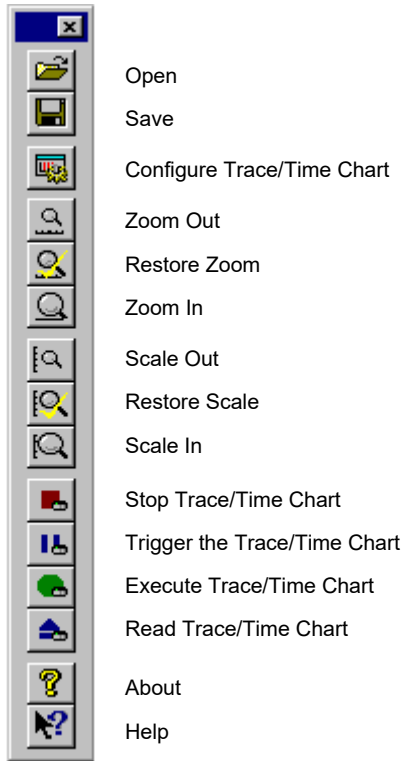 Open
Save
Configure Trace/Time Chart
Zoom Out
Restore Zoom
Zoom In
Scale Out
Restore Scale
Scale In
Stop Trace/Time Chart
Trigger the Trace/Time Chart
Execute Trace/Time Chart
Read Trace/Time Chart
About
Help